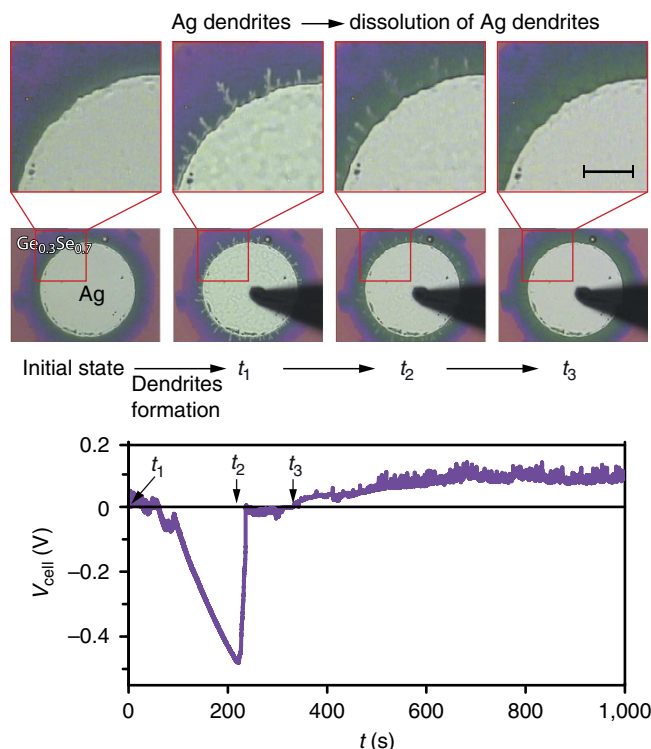 Ag dendrites → dissolution of Ag dendrites
Ge0.3Se0.7
Ag
Initial state → t1 → t2 → t3
Dendrites
formation
0.2
0
−0.2
−0.4
Vcell (V)
t1
t2
t3
0 200 400 600 800 1,000
t (s)